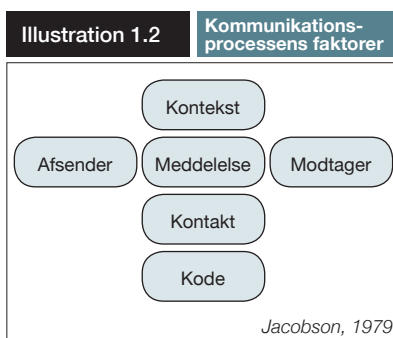 Illustration 1.2
Kommunikations-
processens faktorer
Kontekst
Afsender Meddelelse Modtager
Kontakt
Kode
Jacobson, 1979